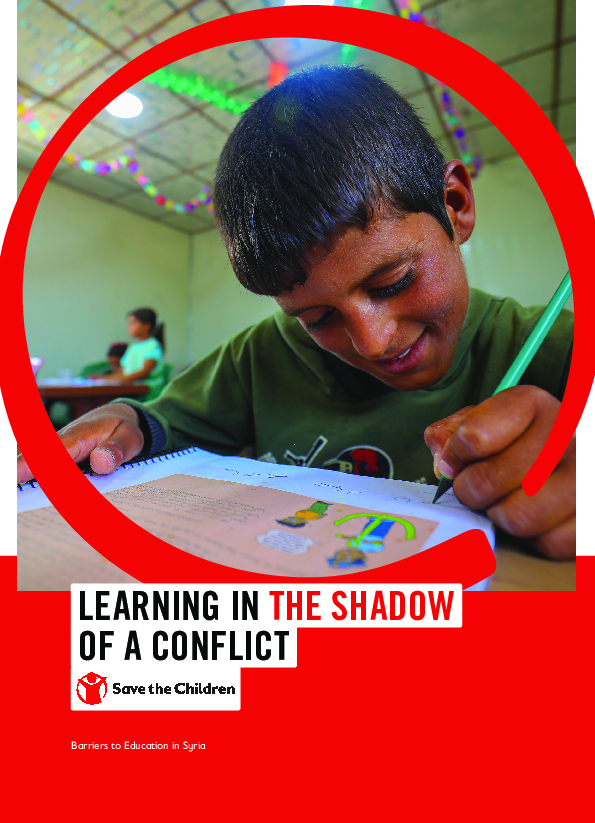 LEARNING IN THE SHADOW
OF A CONFLICT
Save the Children
Barriers to Education in Syria